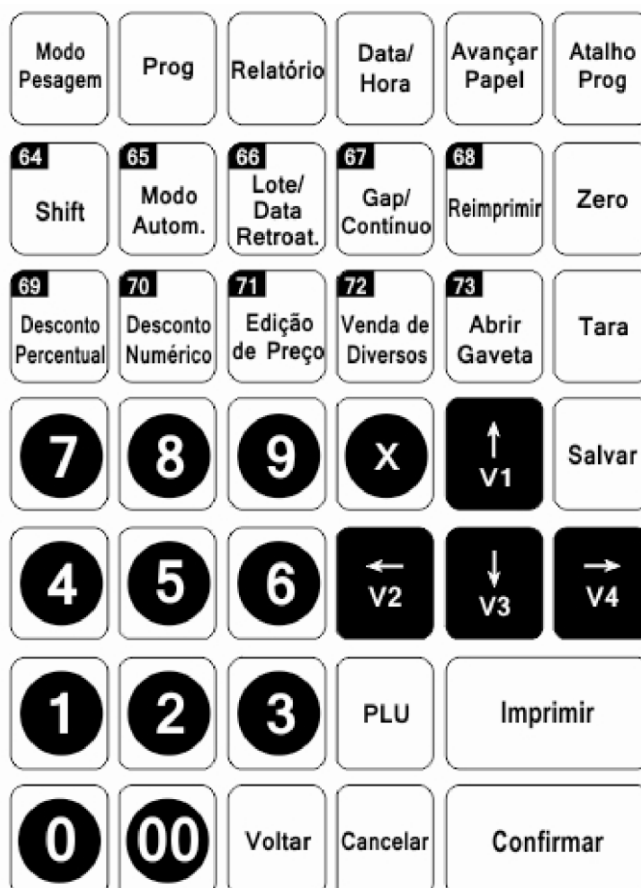 Modo Pesagem
Prog
Relatório
Data/ Hora
Avançar Papel
Atalho Prog
64
Shift
65
Modo Autom.
66
Lote/ Data Retroat.
67
Gap/ Contínuo
68
Reimprimir
Zero
69
Desconto Percentual
70
Desconto Numérico
71
Edição de Preço
72
Venda de Diversos
73
Abrir Gaveta
Tara
7
8
9
X
↑
V1
Salvar
4
5
6
←
V2
↓
V3
→
V4
1
2
3
PLU
Imprimir
0
00
Voltar
Cancelar
Confirmar